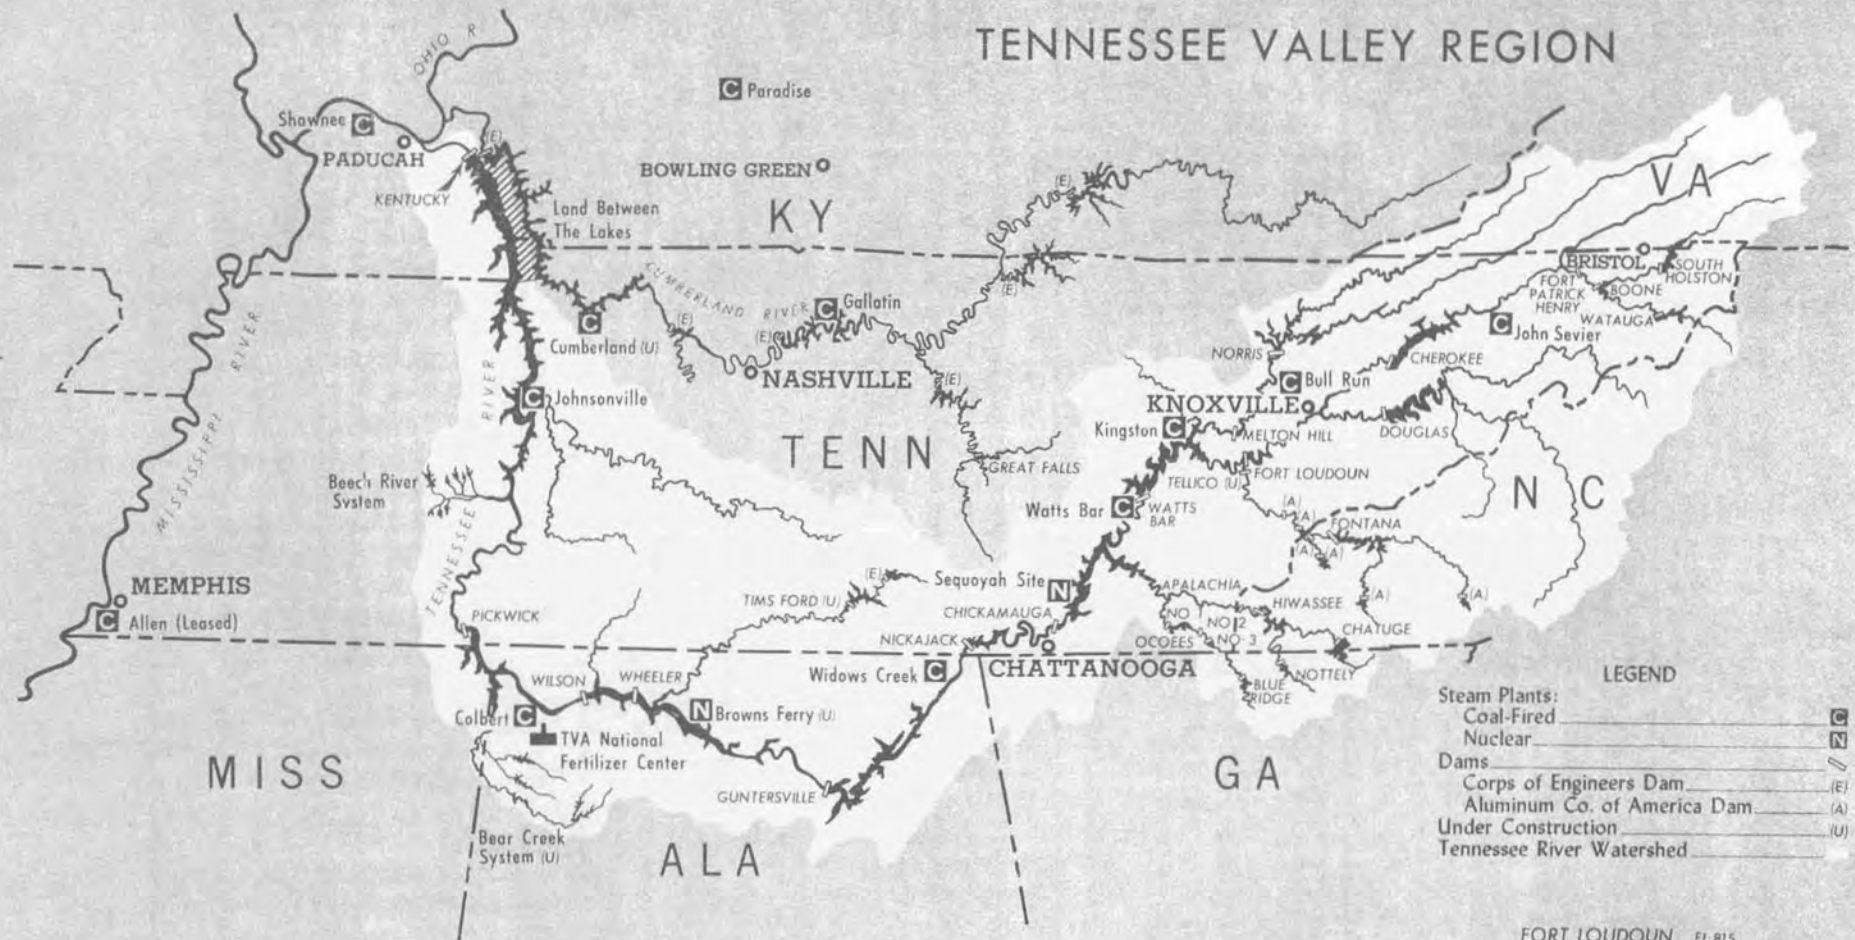 TENNESSEE VALLEY REGION
OHIO R
C Paradise
Shawnee C
PADUCAH
(E)
BOWLING GREEN
KENTUCKY
Land Between
The Lakes
KY
(E)
VA
BRISTOL
SOUTH
HOLSTON
FORT
PATRICK
HENRY
BOONE
WATAUGA
CUMBERLAND RIVER
(E)
C Gallatin
C
Cumberland (U)
(E)
(E)
NASHVILLE
C John Sevier
NORRIS
CHEROKEE
C Bull Run
MISSISSIPPI RIVER
TENNESSEE RIVER
C Johnsonville
(E)
KNOXVILLE
Kingston C
MELTON HILL
DOUGLAS
TENN
GREAT FALLS
FORT LOUDOUN
TELLICO (U)
Beech River
System
NC
Watts Bar C
WATTS
BAR
(A)
(A)
FONTANA
(A)
(A)
MEMPHIS
C Allen (Leased)
(E)
TIMS FORD (U)
Sequoyah Site N
APALACHIA
(A)
(A)
PICKWICK
CHICKAMAUGA
HIWASSEE
NO 1
NO 2
NO 3
OCOEES
CHATUGE
NICKAJACK
CHATTANOOGA
Widows Creek C
NOTTELY
BLUE
RIDGE
WILSON
WHEELER
Colbert C
N Browns Ferry (U)
TVA National
Fertilizer Center
MISS
GUNTERSVILLE
GA
Bear Creek
System (U)
ALA
LEGEND
Steam Plants:
Coal-Fired C
Nuclear N
Dams
Corps of Engineers Dam (E)
Aluminum Co. of America Dam (A)
Under Construction (U)
Tennessee River Watershed
FORT LOUDOUN FL 815